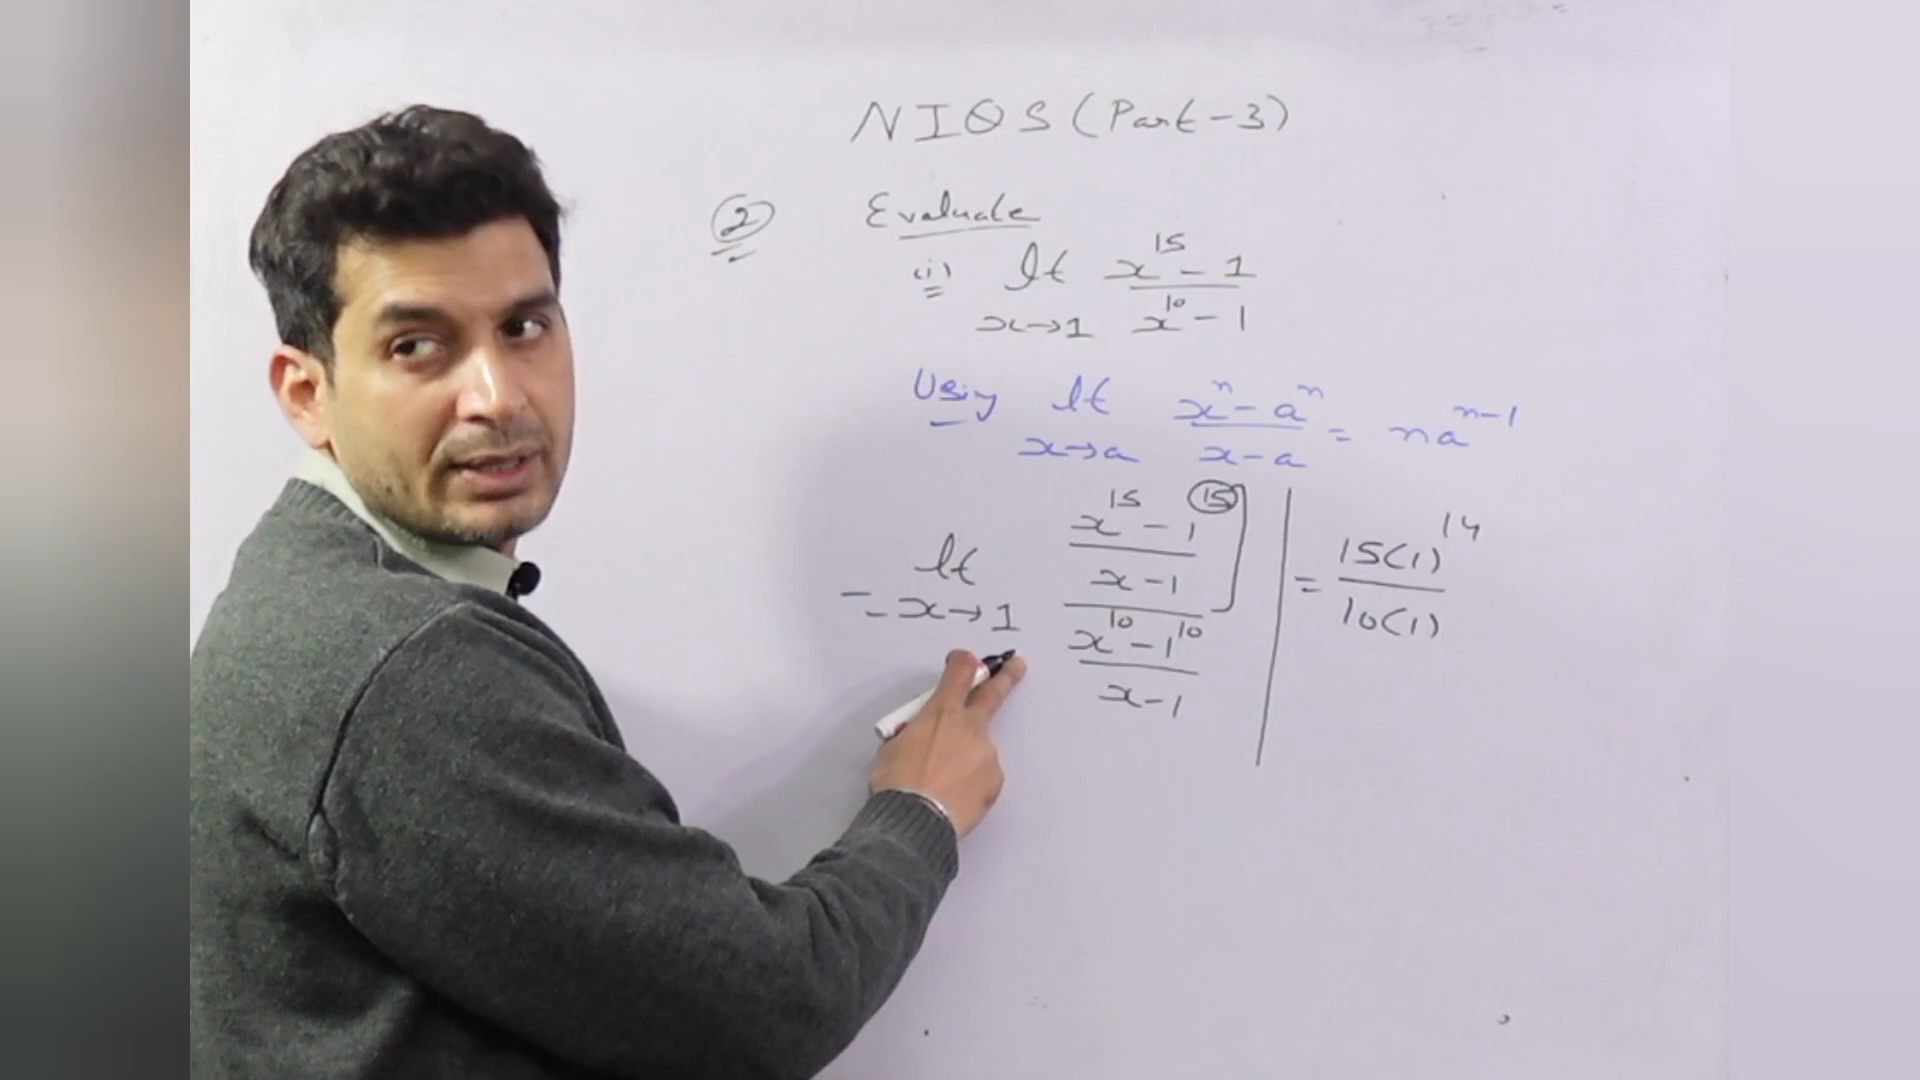 NIOS (Part-3)
② Evaluate
(i) lt x→1 (x^15 - 1)/(x^10 - 1)
Using lt x→a (x^n - a^n)/(x - a) = na^(n-1)
= lt x→1 ((x^15 - 1^15)/(x - 1))/((x^10 - 1^10)/(x - 1)) = 15(1)^14/10(1)